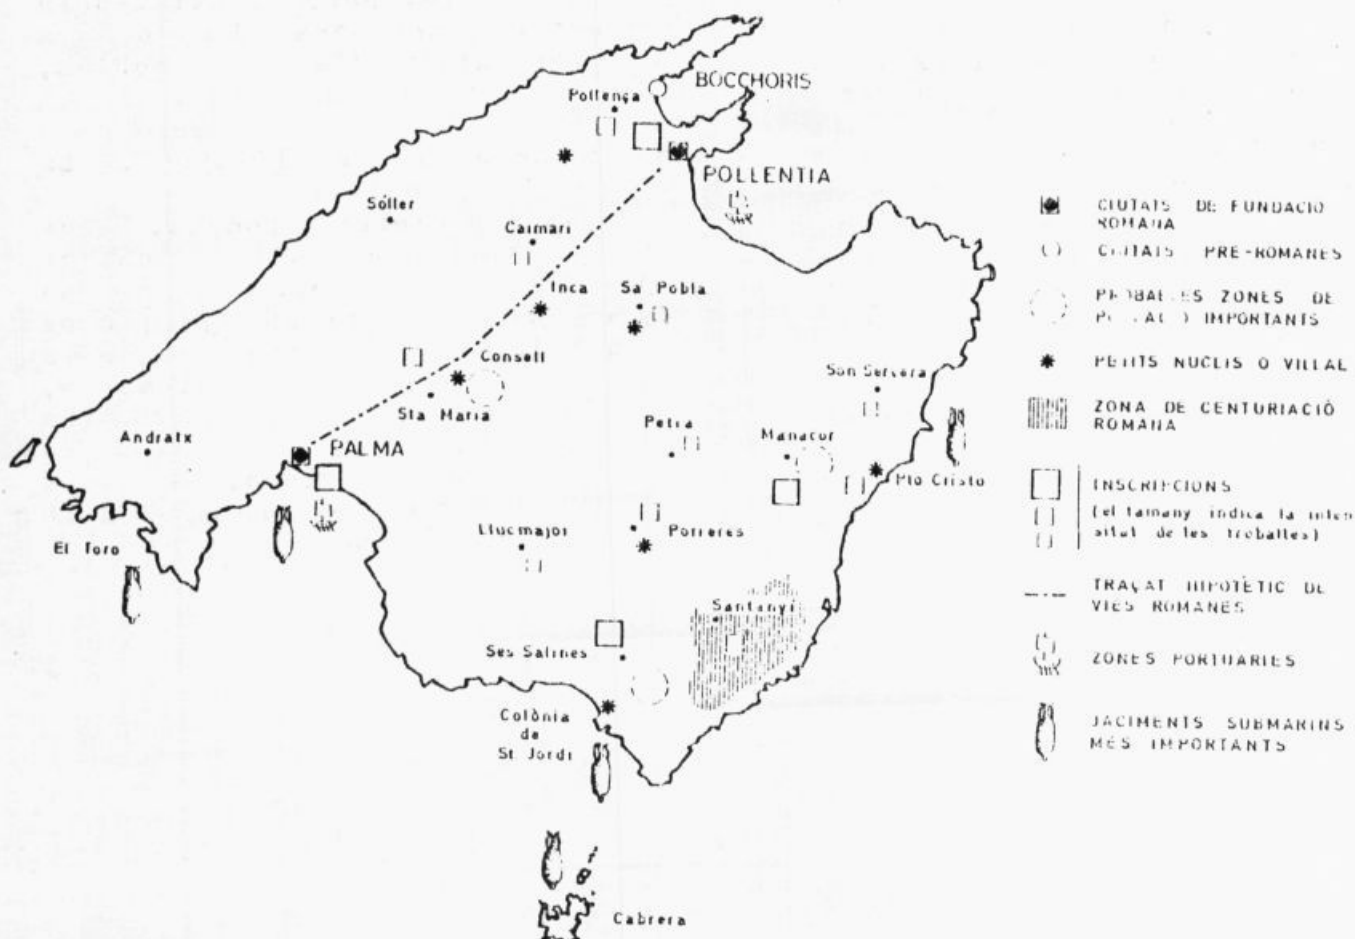 BOCCHORIS
Pollença
POLLENTIA
Sóller
Caimari
Inca
Sa Pobla
Consell
Sta Maria
Son Servera
Andratx
PALMA
Petra
Manacor
Pto Cristo
Llucmajor
Porreres
El Toro
Santanyí
Ses Salines
Colònia
de
St Jordi
Cabrera
CIUTATS DE FUNDACIO
ROMANA
CIUTATS PRE-ROMANES
PROBABLES ZONES DE
IMPORTANTS
PETITS NUCLIS O VILLAE
ZONA DE CENTURIACIÓ
ROMANA
INSCRIPCIONS
(el tamany indica la inten
sitat de les troballes)
TRAÇAT HIPOTÈTIC DE
VIES ROMANES
ZONES PORTUARIES
JACIMENTS SUBMARINS
MÉS IMPORTANTS